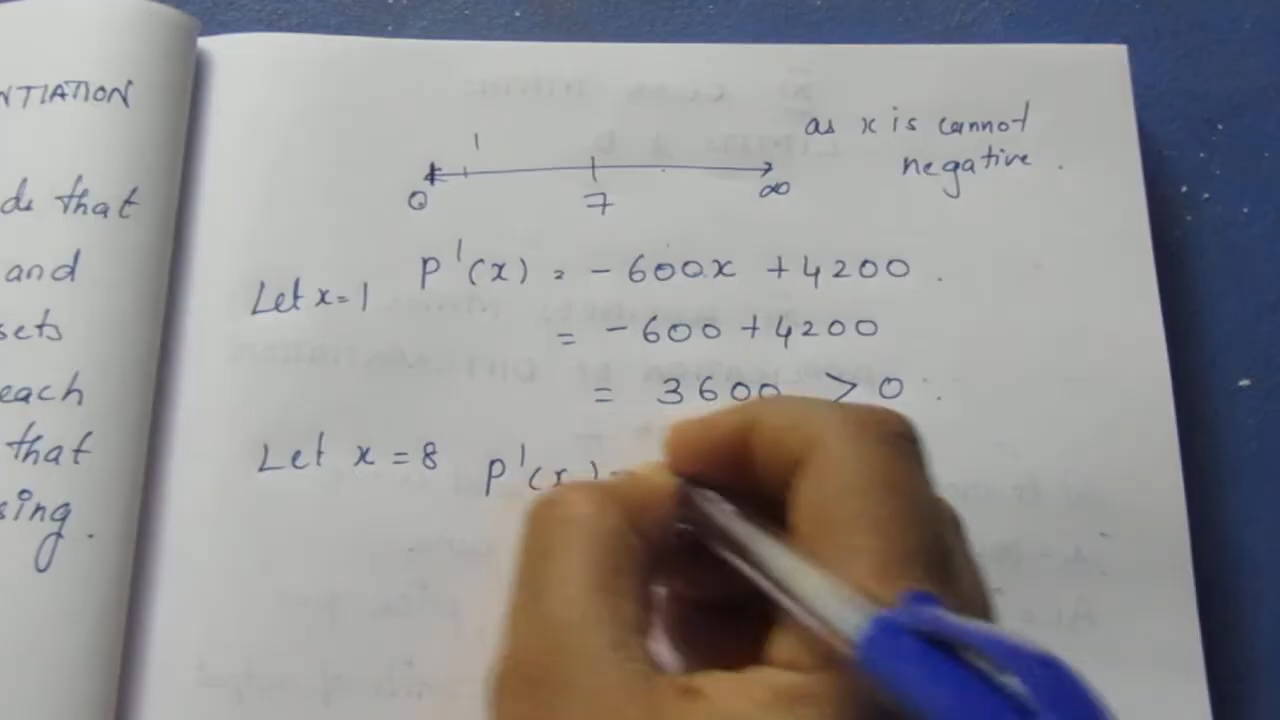 NTIATION
that
and
sets
each
that
sing.
1
as x is cannot
negative.
0 7 ∞
Let x=1 P'(x) = -600x +4200.
= -600 +4200
= 3600 > 0.
Let x = 8 P'(x) =